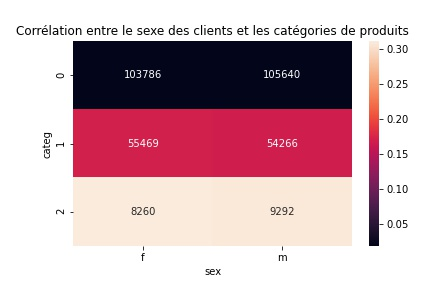 Corrélation entre le sexe des clients et les catégories de produits
0 103786 105640
1 55469 54266
2 8260 9292
f m
categ
sex
0.30
0.25
0.20
0.15
0.10
0.05